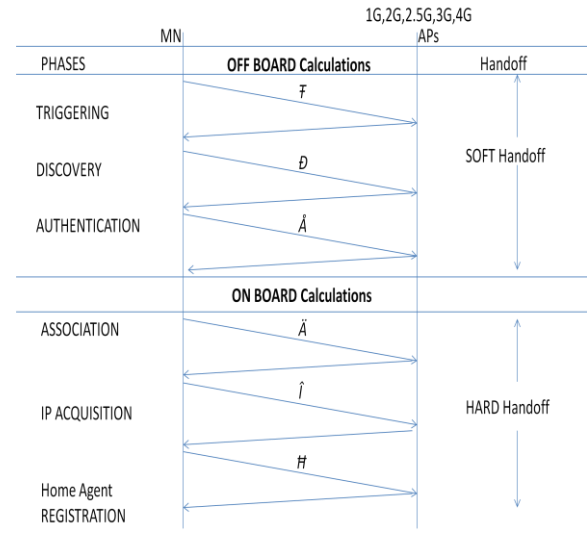 1G,2G,2.5G,3G,4G
MN APs
PHASES OFF BOARD Calculations Handoff
Ŧ
TRIGGERING
SOFT Handoff
Đ
DISCOVERY
Å
AUTHENTICATION
ON BOARD Calculations
ASSOCIATION Ä
Î
IP ACQUISITION HARD Handoff
Ħ
Home Agent
REGISTRATION